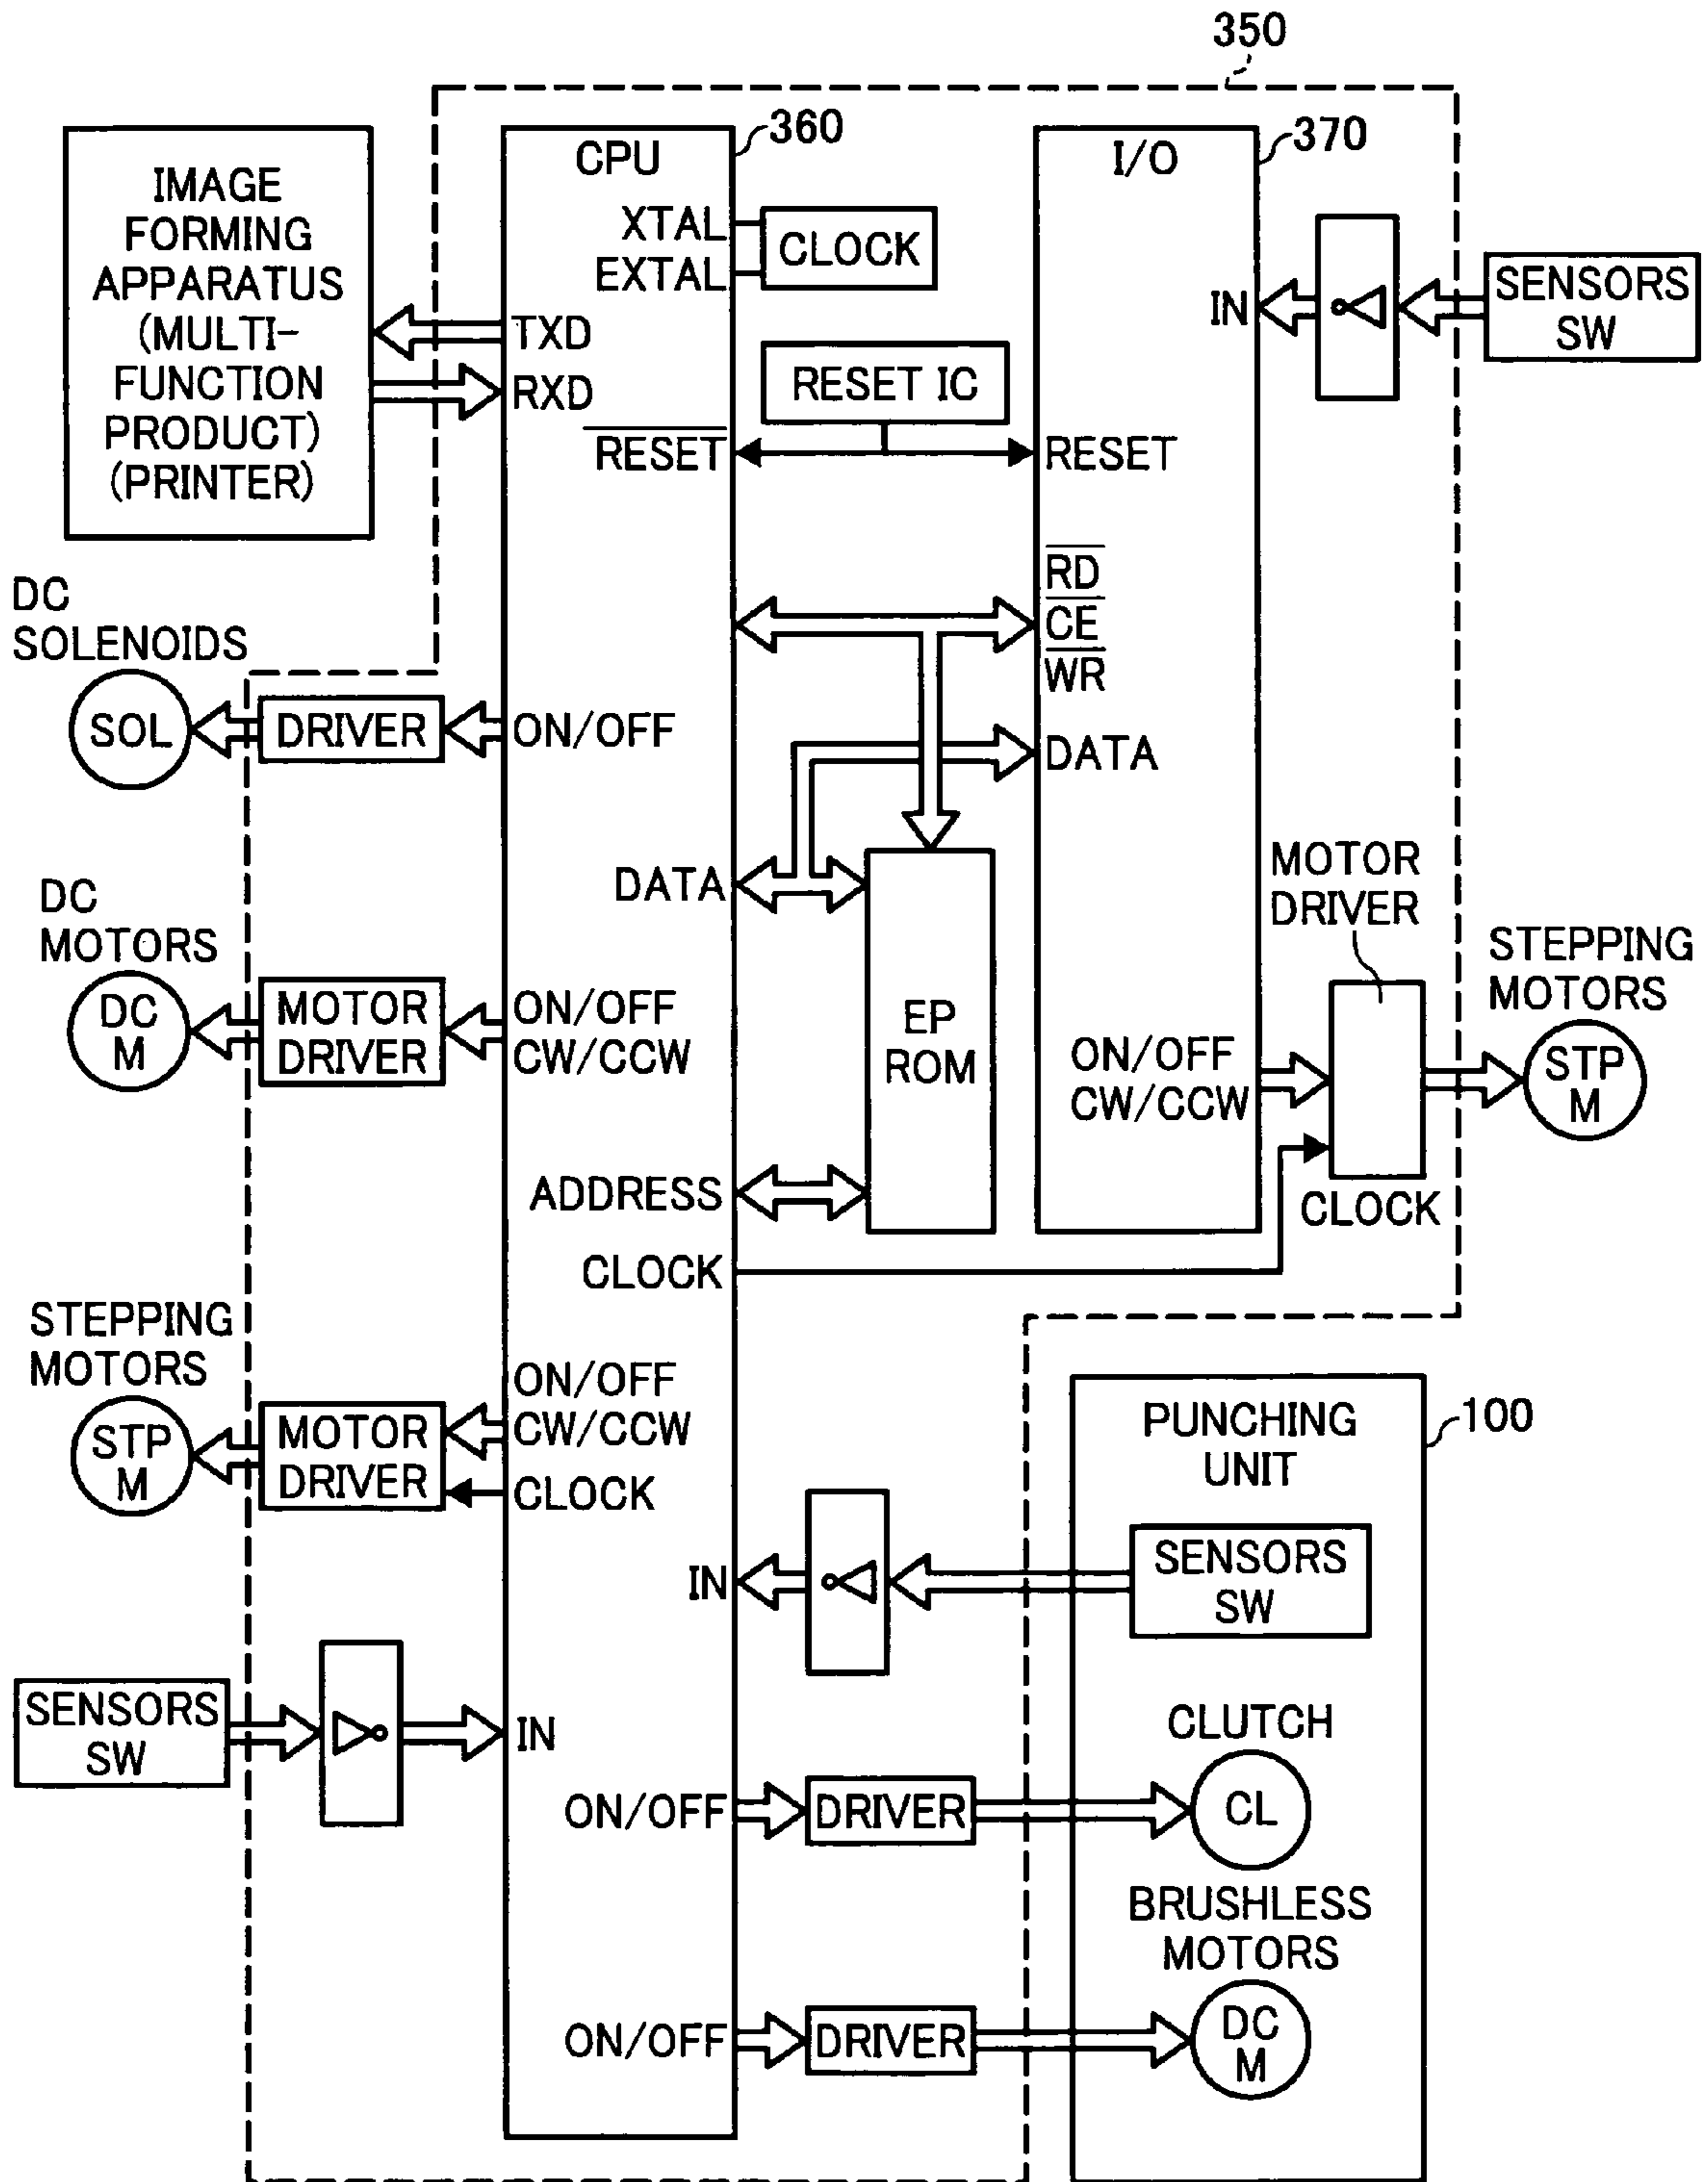 350
IMAGE
FORMING
APPARATUS
(MULTI-
FUNCTION
PRODUCT)
(PRINTER)
CPU
360
XTAL
EXTAL
CLOCK
TXD
RXD
RESET IC
RESET
I/O
370
IN
SENSORS
SW
RESET
RD
CE
WR
DATA
DC
SOLENOIDS
SOL
DRIVER
ON/OFF
DATA
DC
MOTORS
DC
M
MOTOR
DRIVER
ON/OFF
CW/CCW
EP
ROM
ADDRESS
MOTOR
DRIVER
STEPPING
MOTORS
ON/OFF
CW/CCW
STP
M
CLOCK
CLOCK
STEPPING
MOTORS
STP
M
MOTOR
DRIVER
ON/OFF
CW/CCW
CLOCK
PUNCHING
UNIT
100
IN
SENSORS
SW
SENSORS
SW
IN
CLUTCH
ON/OFF
DRIVER
CL
BRUSHLESS
MOTORS
ON/OFF
DRIVER
DC
M